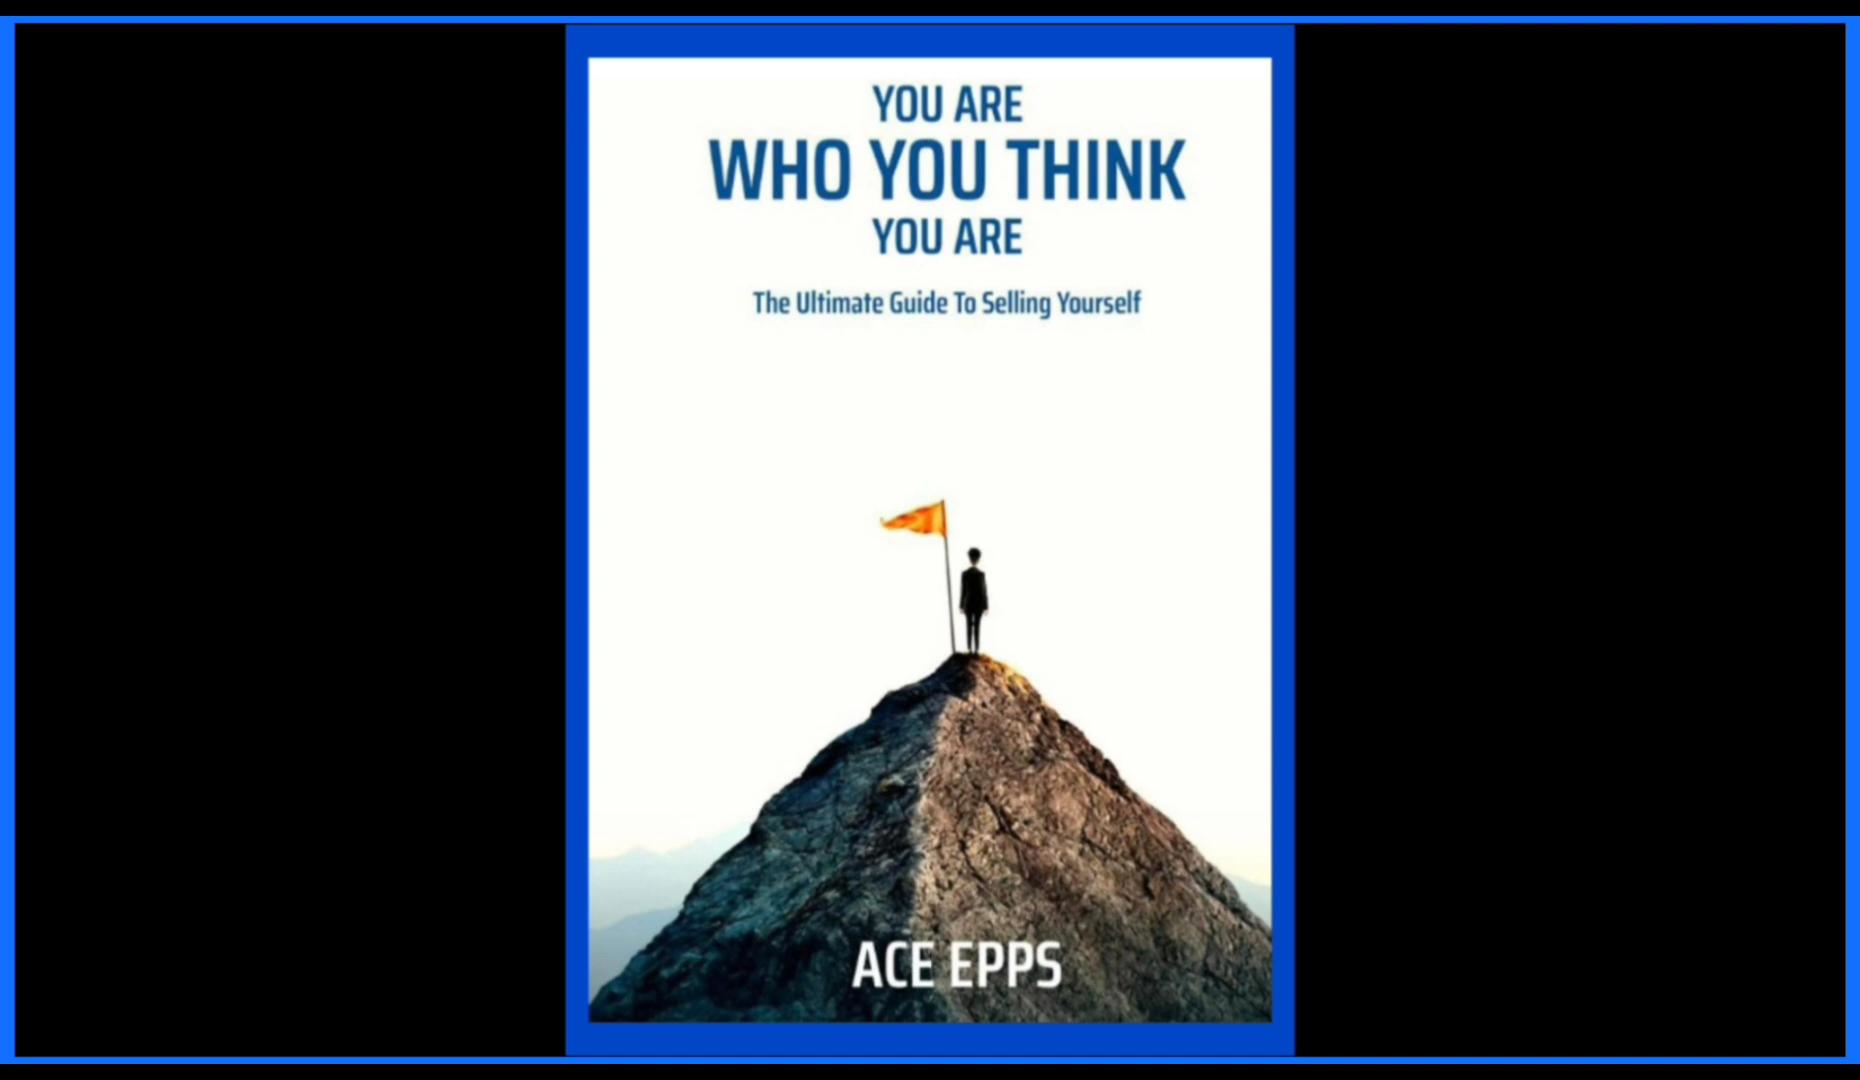 YOU ARE
WHO YOU THINK
YOU ARE
The Ultimate Guide To Selling Yourself
ACE EPPS